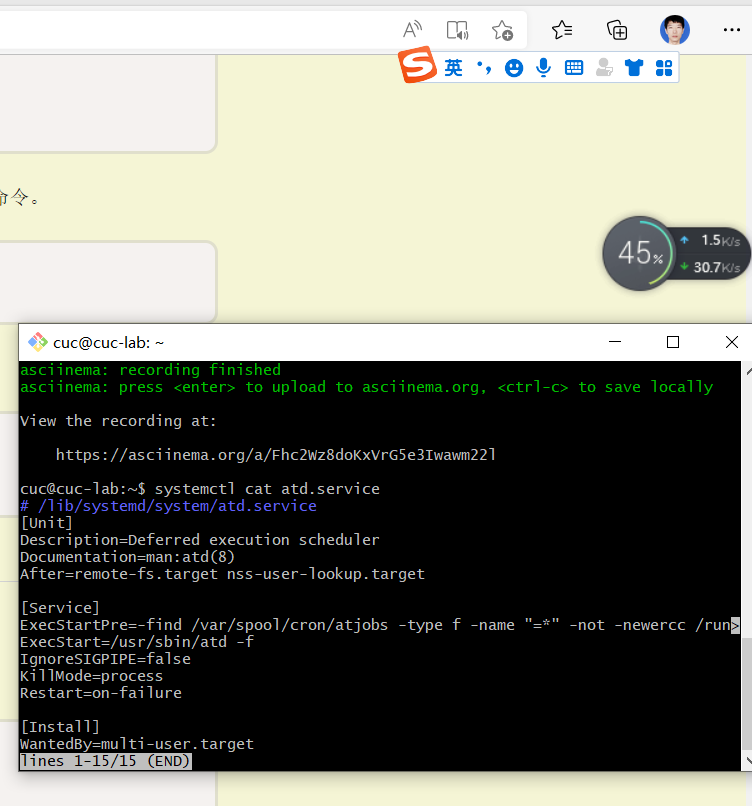 英
命令。
45%
1.5K/s
30.7K/s
cuc@cuc-lab: ~
asciinema: recording finished
asciinema: press <enter> to upload to asciinema.org, <ctrl-c> to save locally
View the recording at:
https://asciinema.org/a/Fhc2Wz8doKxVrG5e3Iwawm22l
cuc@cuc-lab:~$ systemctl cat atd.service
# /lib/systemd/system/atd.service
[Unit]
Description=Deferred execution scheduler
Documentation=man:atd(8)
After=remote-fs.target nss-user-lookup.target
[Service]
ExecStartPre=-find /var/spool/cron/atjobs -type f -name "=*" -not -newercc /run>
ExecStart=/usr/sbin/atd -f
IgnoreSIGPIPE=false
KillMode=process
Restart=on-failure
[Install]
WantedBy=multi-user.target
lines 1-15/15 (END)